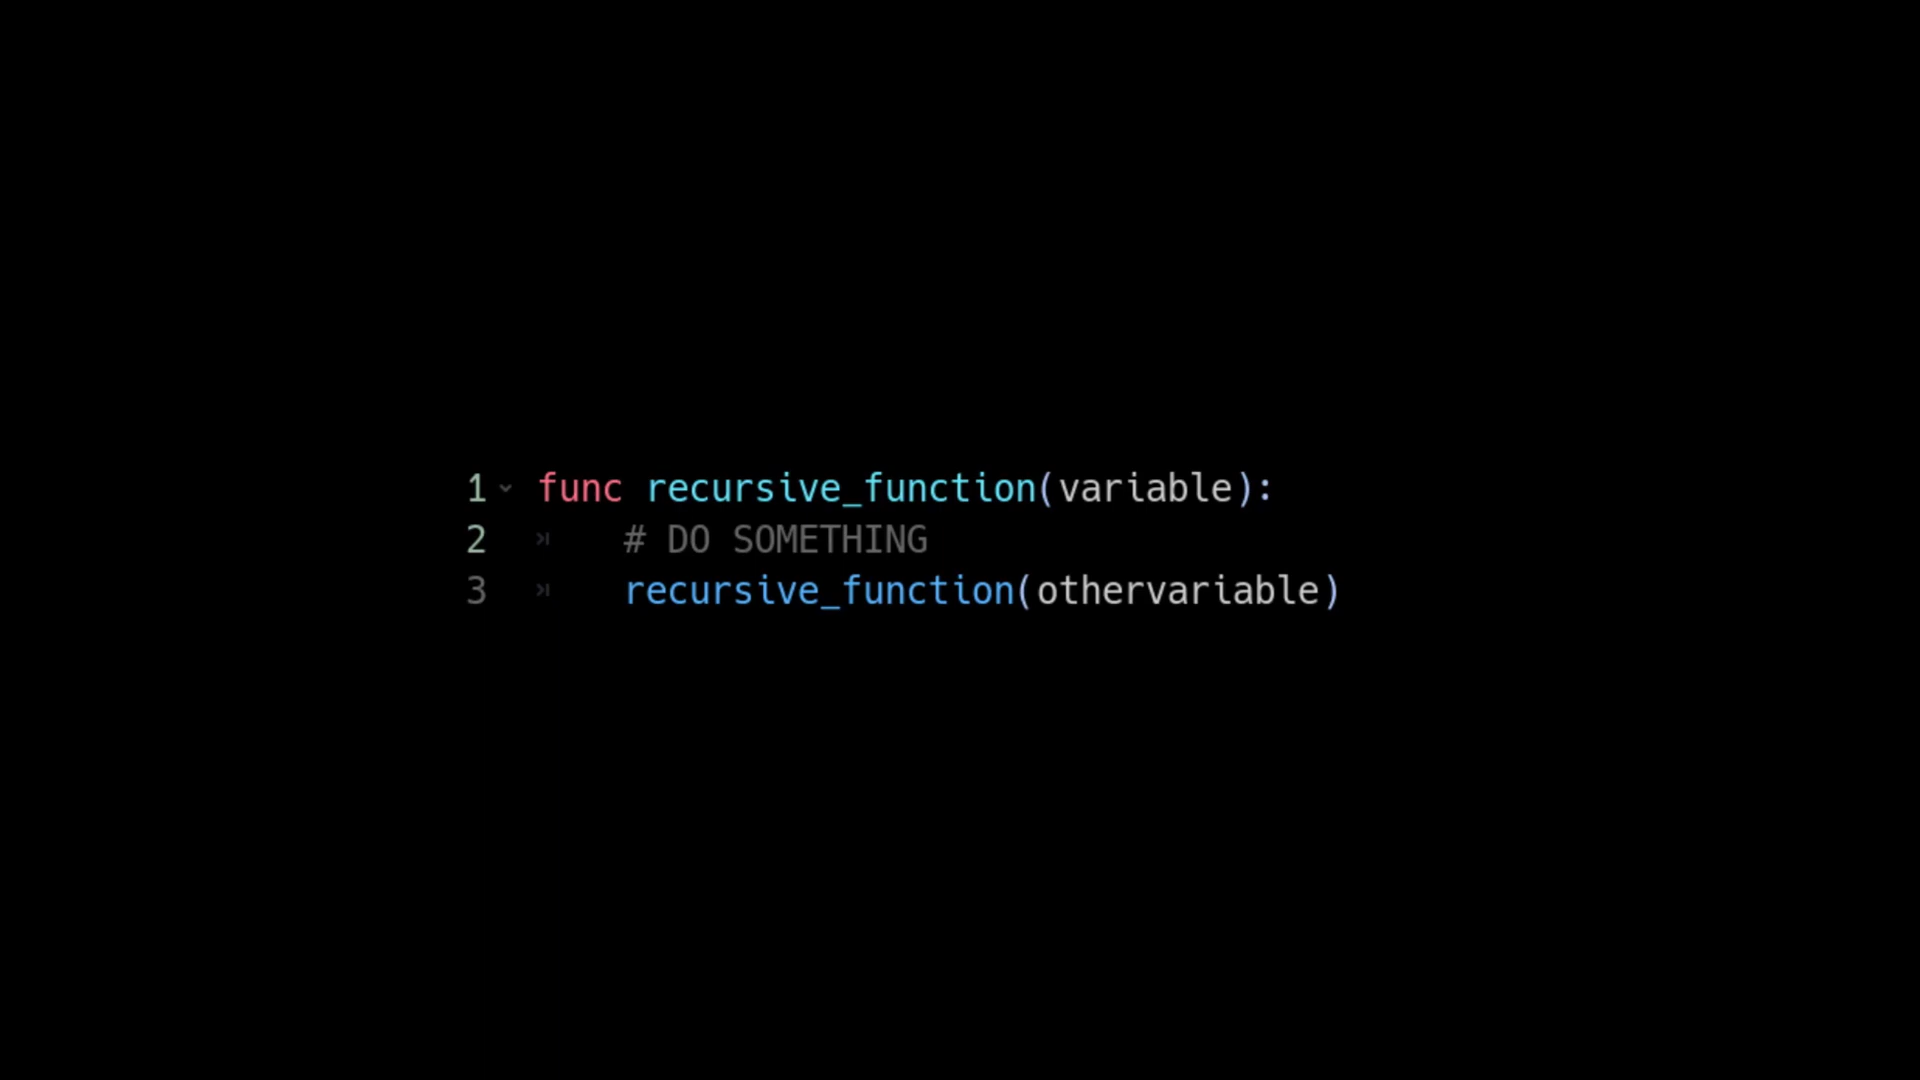 1 func recursive_function(variable):
2 # DO SOMETHING
3 recursive_function(othervariable)